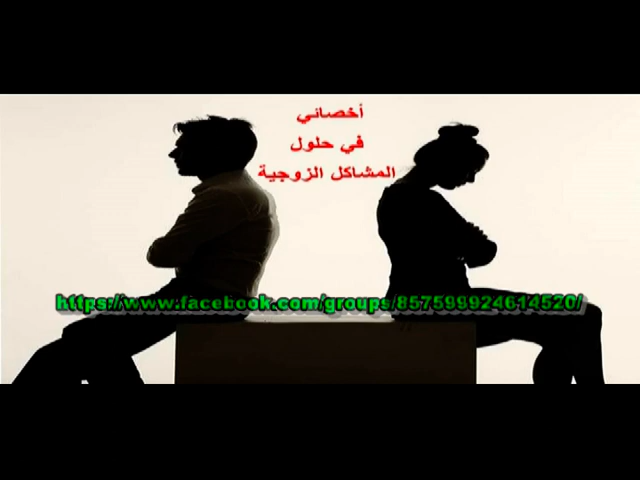 أخصائي
في حلول
المشاكل الزوجية
https://www.facebook.com/groups/857599924614520/